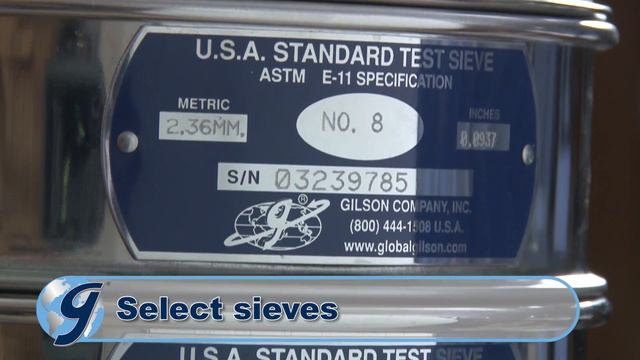 U.S.A. STANDARD TEST SIEVE
ASTM E-11 SPECIFICATION
METRIC
2.36MM.
NO. 8
INCHES
0.0937
S/N 03239785
GILSON COMPANY, INC.
(800) 444-1508 U.S.A.
www.globalgilson.com
g Select sieves
U.S.A. STANDARD TEST SIEVE